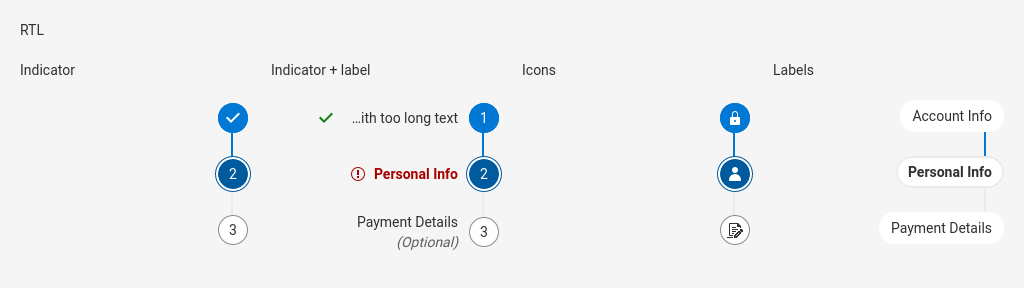 RTL
Indicator
Indicator + label
Icons
Labels
...ith too long text 1
Account Info
2
Personal Info 2
Personal Info
3
Payment Details 3
(Optional)
Payment Details